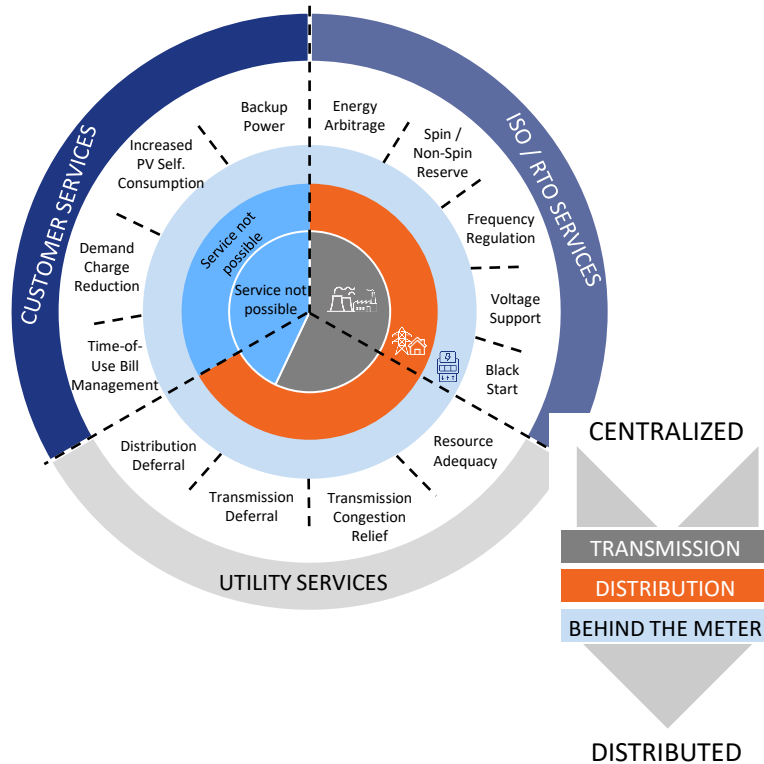 CUSTOMER SERVICES
ISO / RTO SERVICES
UTILITY SERVICES
Backup
Power
Energy
Arbitrage
Spin /
Non-Spin
Reserve
Frequency
Regulation
Voltage
Support
Black
Start
Resource
Adequacy
Transmission
Congestion
Relief
Transmission
Deferral
Distribution
Deferral
Time-of-
Use Bill
Management
Demand
Charge
Reduction
Increased
PV Self.
Consumption
Service not
possible
Service not
possible
CENTRALIZED
TRANSMISSION
DISTRIBUTION
BEHIND THE METER
DISTRIBUTED